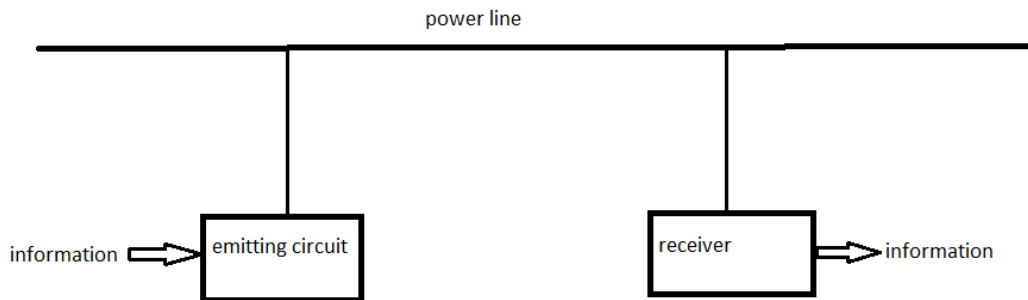 power line
emitting circuit
receiver
information
information